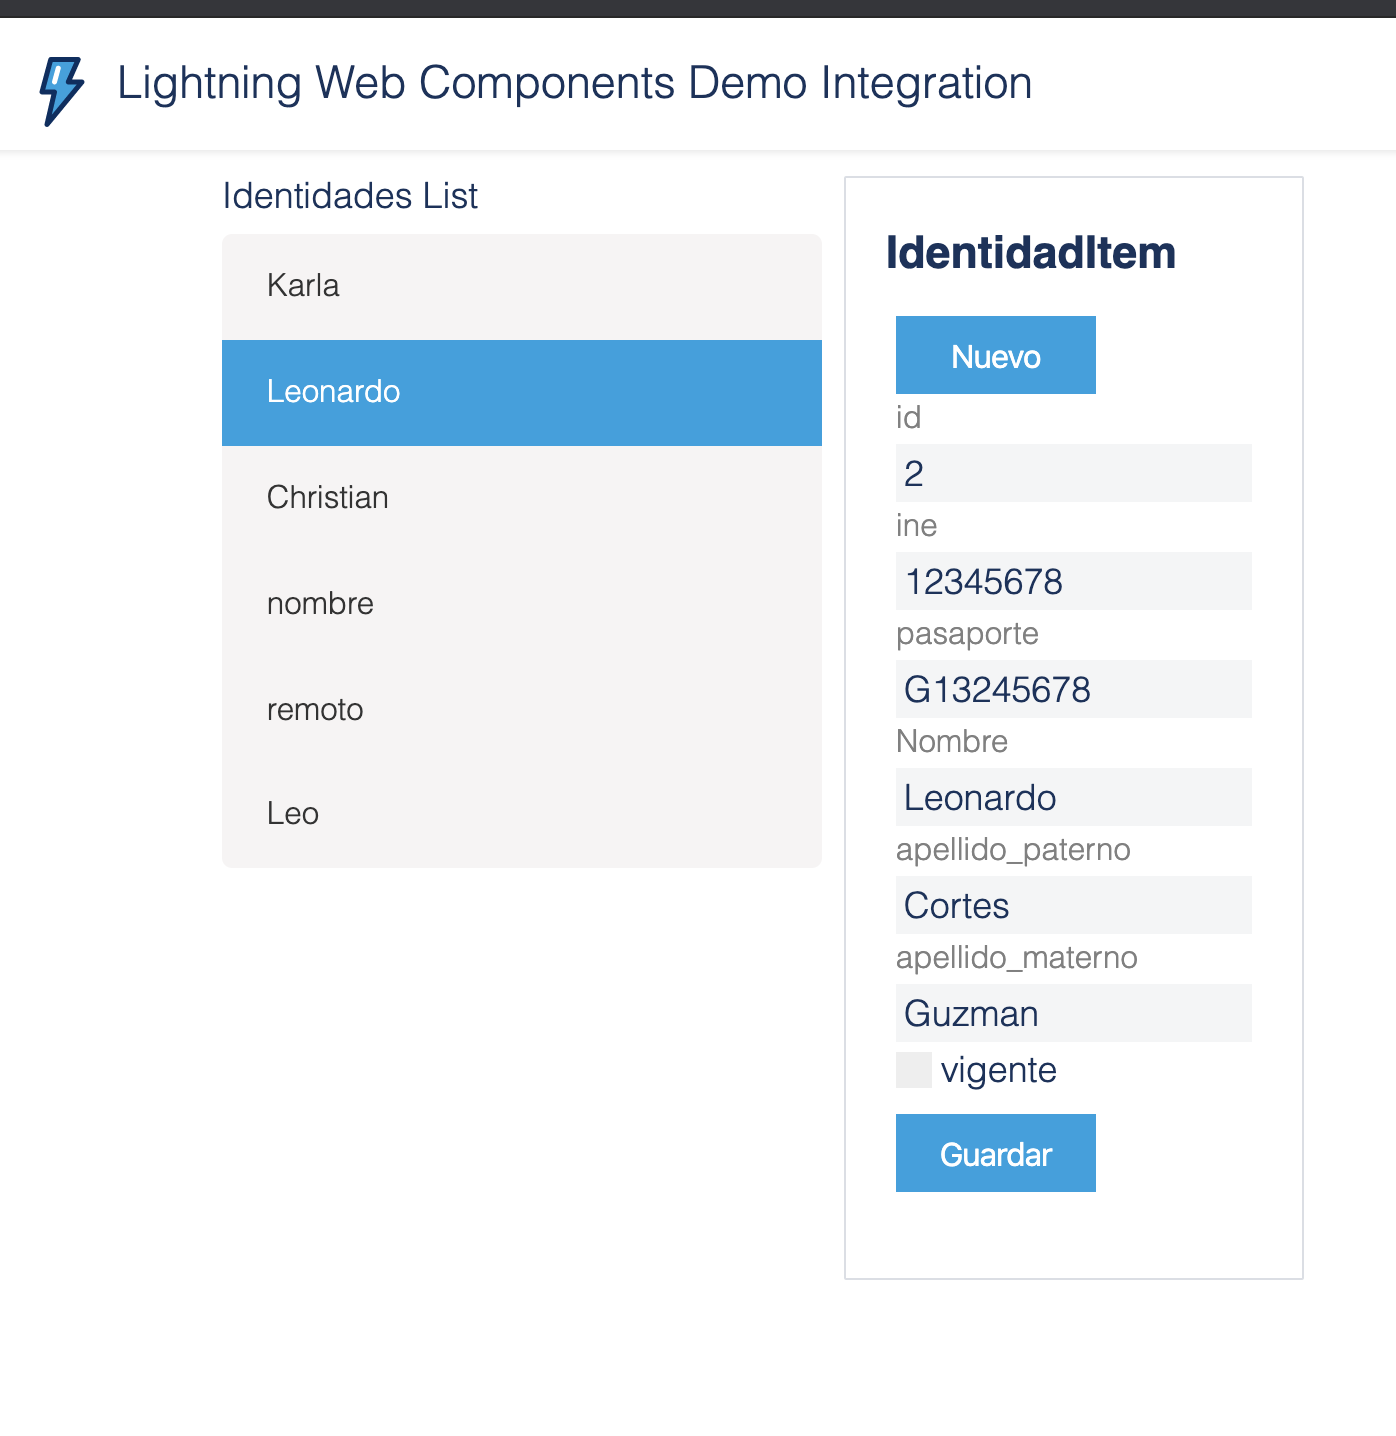 Lightning Web Components Demo Integration
Identidades List
Karla
Leonardo
Christian
nombre
remoto
Leo
IdentidadItem
Nuevo
id
2
ine
12345678
pasaporte
G13245678
Nombre
Leonardo
apellido_paterno
Cortes
apellido_materno
Guzman
vigente
Guardar